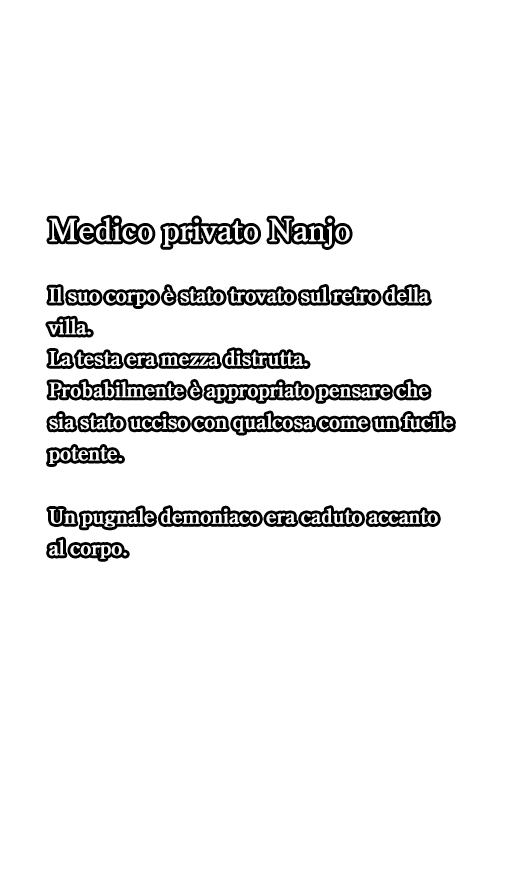 Medico privato Nanjo
Il suo corpo è stato trovato sul retro della
villa.
La testa era mezza distrutta.
Probabilmente è appropriato pensare che
sia stato ucciso con qualcosa come un fucile
potente.
Un pugnale demoniaco era caduto accanto
al corpo.